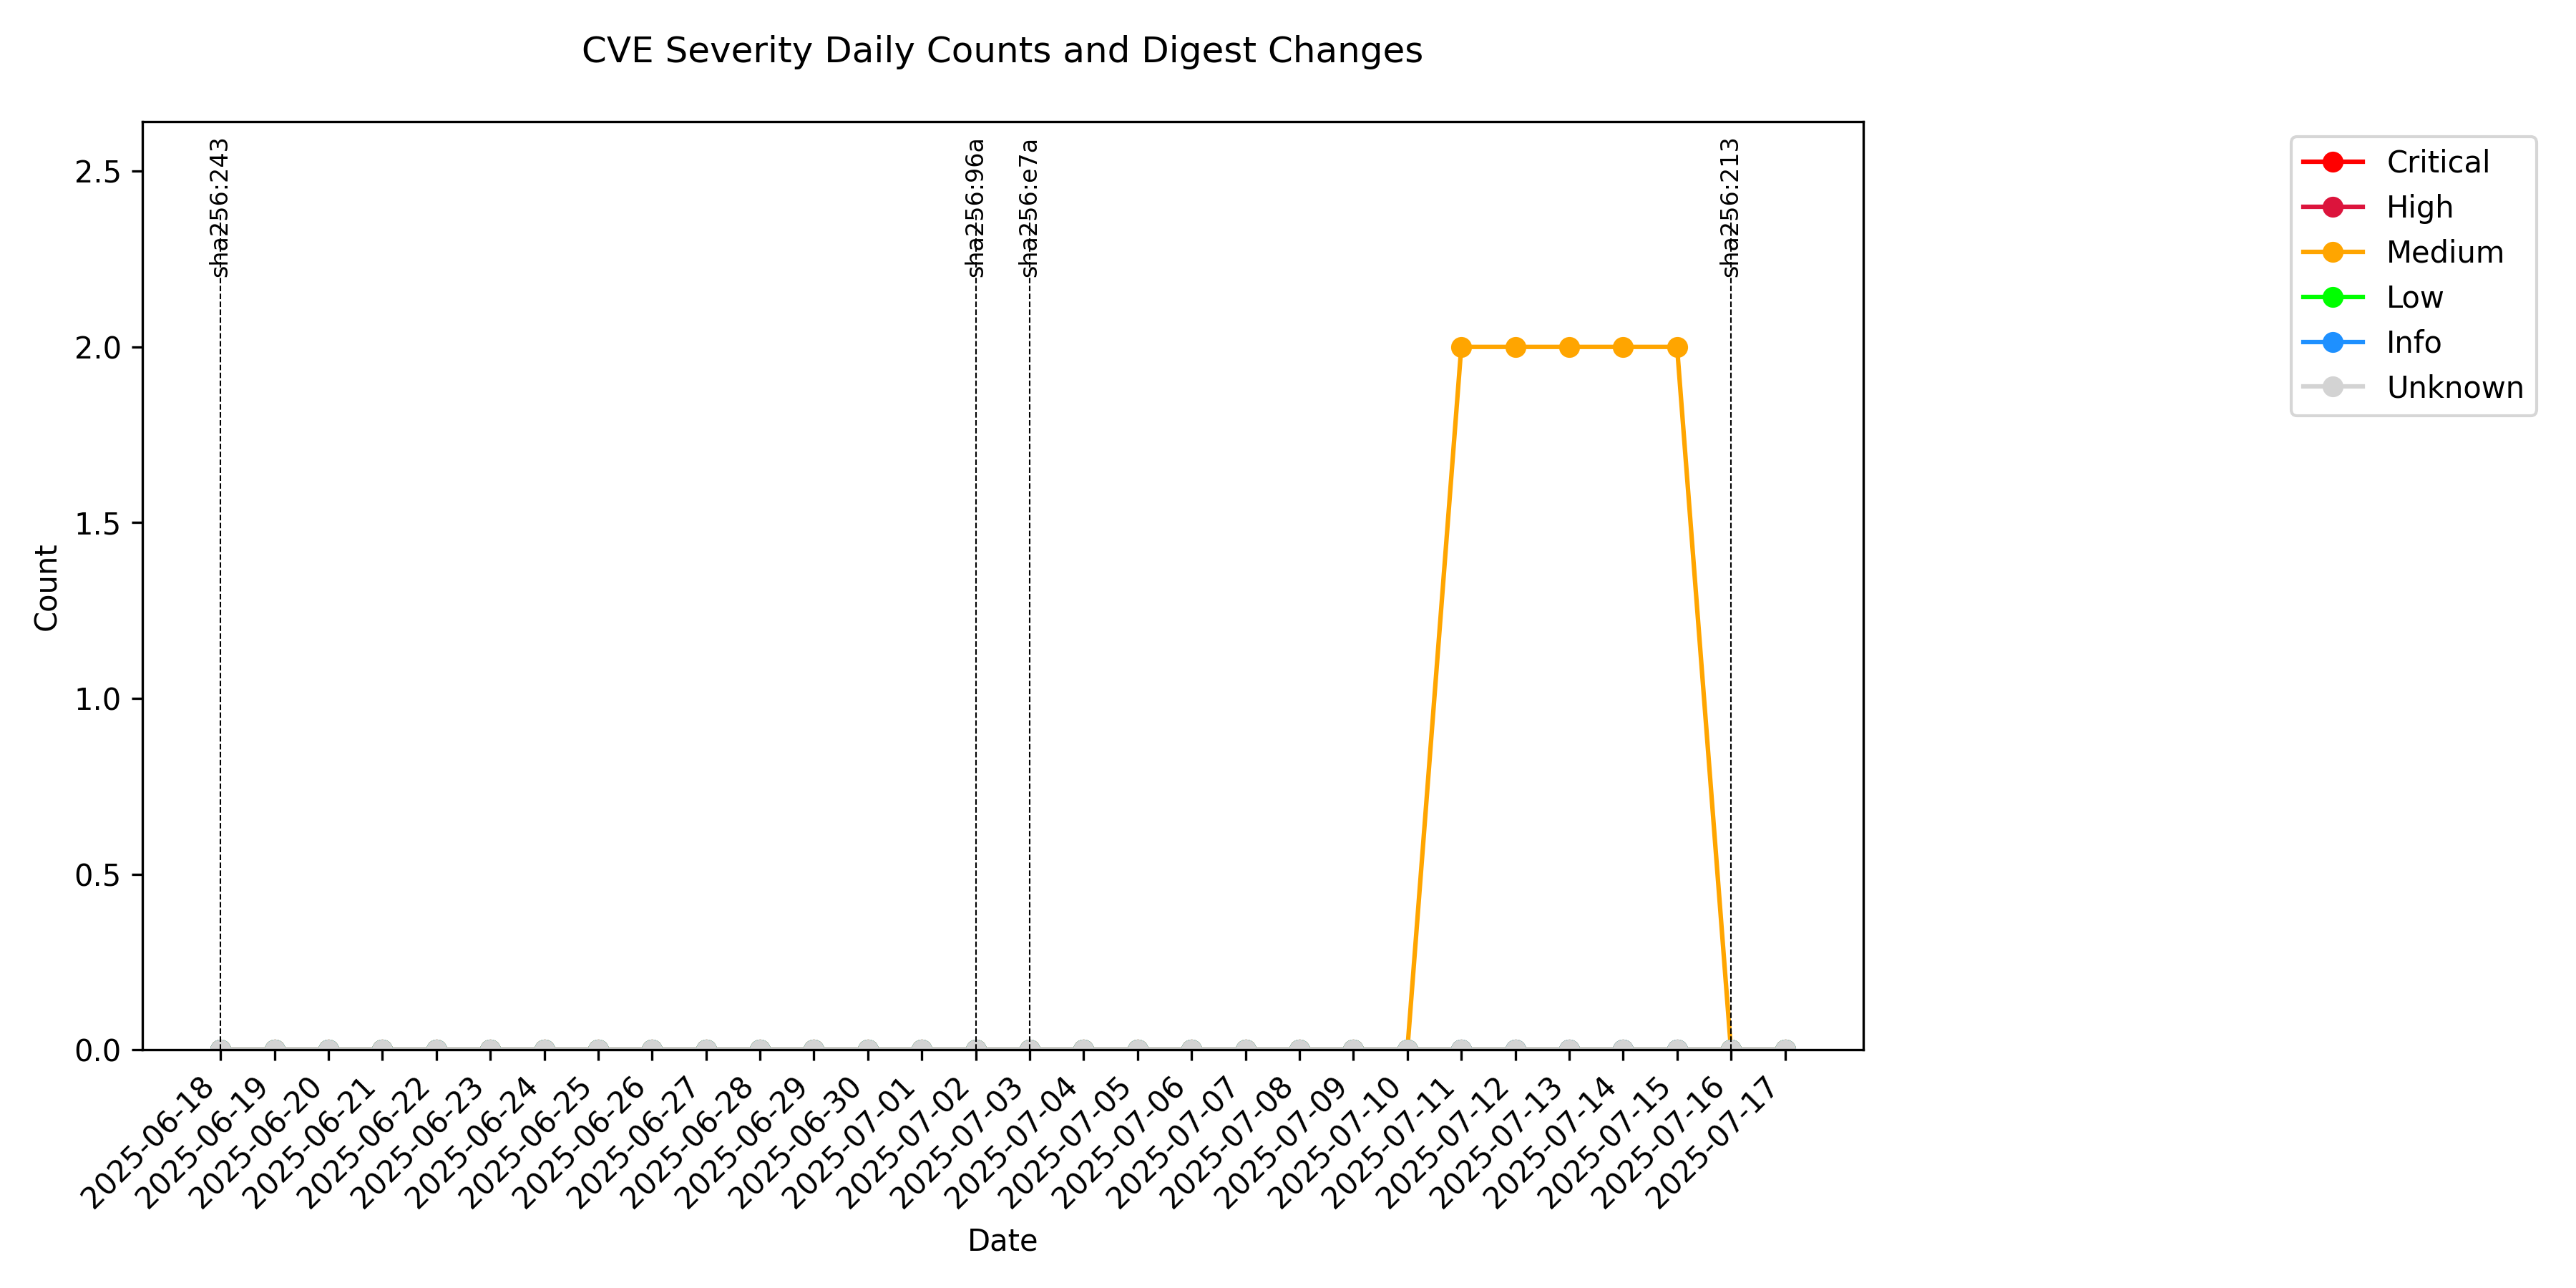 CVE Severity Daily Counts and Digest Changes
sha256:243
sha256:96a
sha256:e7a
sha256:213
2.5
2.0
1.5
1.0
0.5
0.0
Count
Critical
High
Medium
Low
Info
Unknown
2025-06-18
2025-06-19
2025-06-20
2025-06-21
2025-06-22
2025-06-23
2025-06-24
2025-06-25
2025-06-26
2025-06-27
2025-06-28
2025-06-29
2025-06-30
2025-07-01
2025-07-02
2025-07-03
2025-07-04
2025-07-05
2025-07-06
2025-07-07
2025-07-08
2025-07-09
2025-07-10
2025-07-11
2025-07-12
2025-07-13
2025-07-14
2025-07-15
2025-07-16
2025-07-17
Date